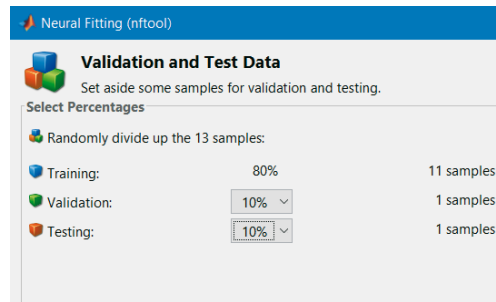 Neural Fitting (nftool)
Validation and Test Data
Set aside some samples for validation and testing.
Select Percentages
Randomly divide up the 13 samples:
Training: 80% 11 samples
Validation: 10% 1 samples
Testing: 10% 1 samples